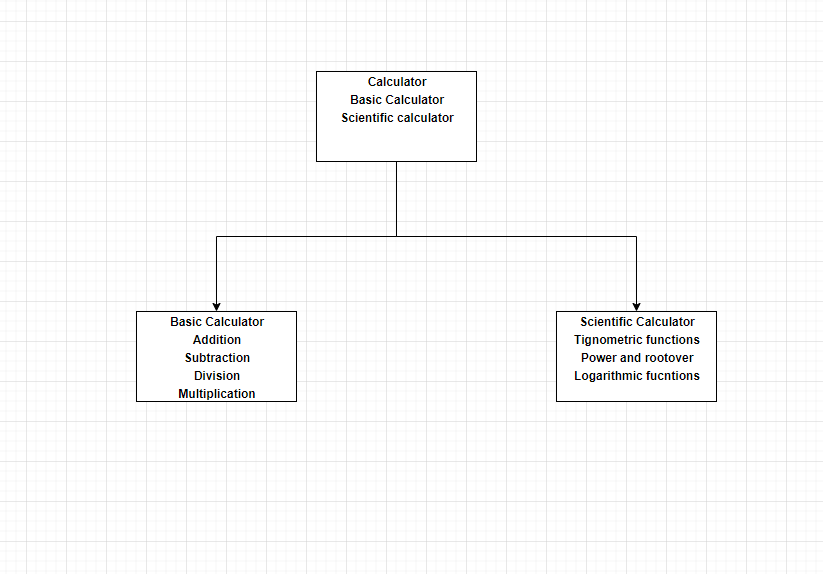 Calculator
Basic Calculator
Scientific calculator
Basic Calculator
Addition
Subtraction
Division
Multiplication
Scientific Calculator
Tignometric functions
Power and rootover
Logarithmic fucntions